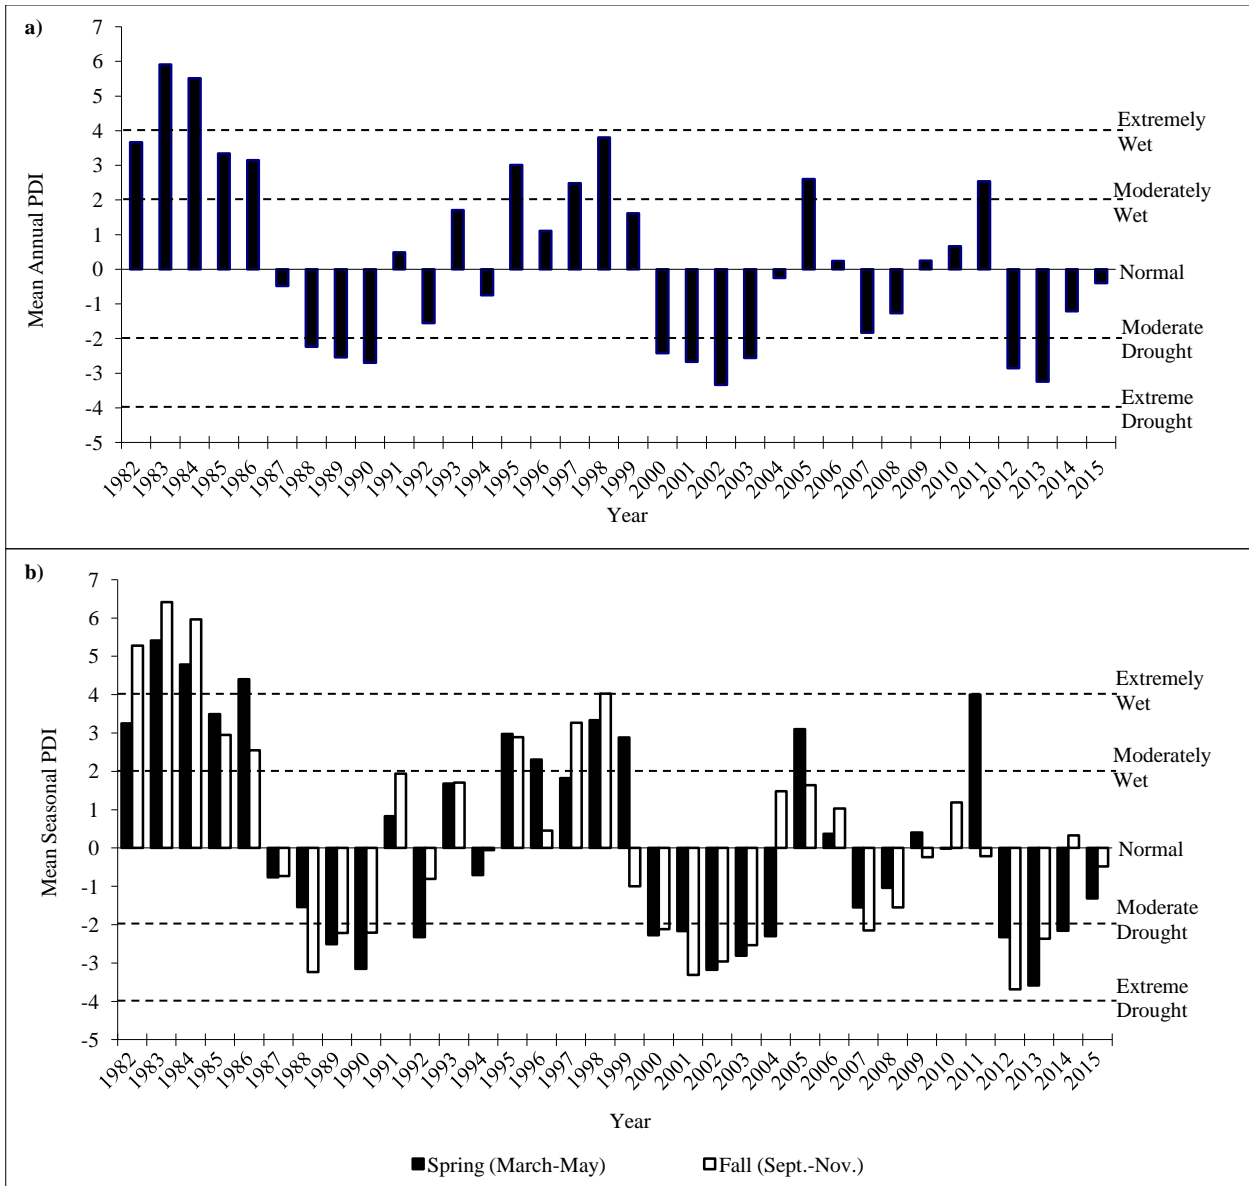 a)
7
6
5
4
3
2
1
0
-1
-2
-3
-4
-5
Mean Annual PDI
Extremely
Wet
Moderately
Wet
Normal
Moderate
Drought
Extreme
Drought
1982 1983 1984 1985 1986 1987 1988 1989 1990 1991 1992 1993 1994 1995 1996 1997 1998 1999 2000 2001 2002 2003 2004 2005 2006 2007 2008 2009 2010 2011 2012 2013 2014 2015
Year
b)
7
6
5
4
3
2
1
0
-1
-2
-3
-4
-5
Mean Seasonal PDI
Extremely
Wet
Moderately
Wet
Normal
Moderate
Drought
Extreme
Drought
1982 1983 1984 1985 1986 1987 1988 1989 1990 1991 1992 1993 1994 1995 1996 1997 1998 1999 2000 2001 2002 2003 2004 2005 2006 2007 2008 2009 2010 2011 2012 2013 2014 2015
Year
Spring (March-May) Fall (Sept.-Nov.)